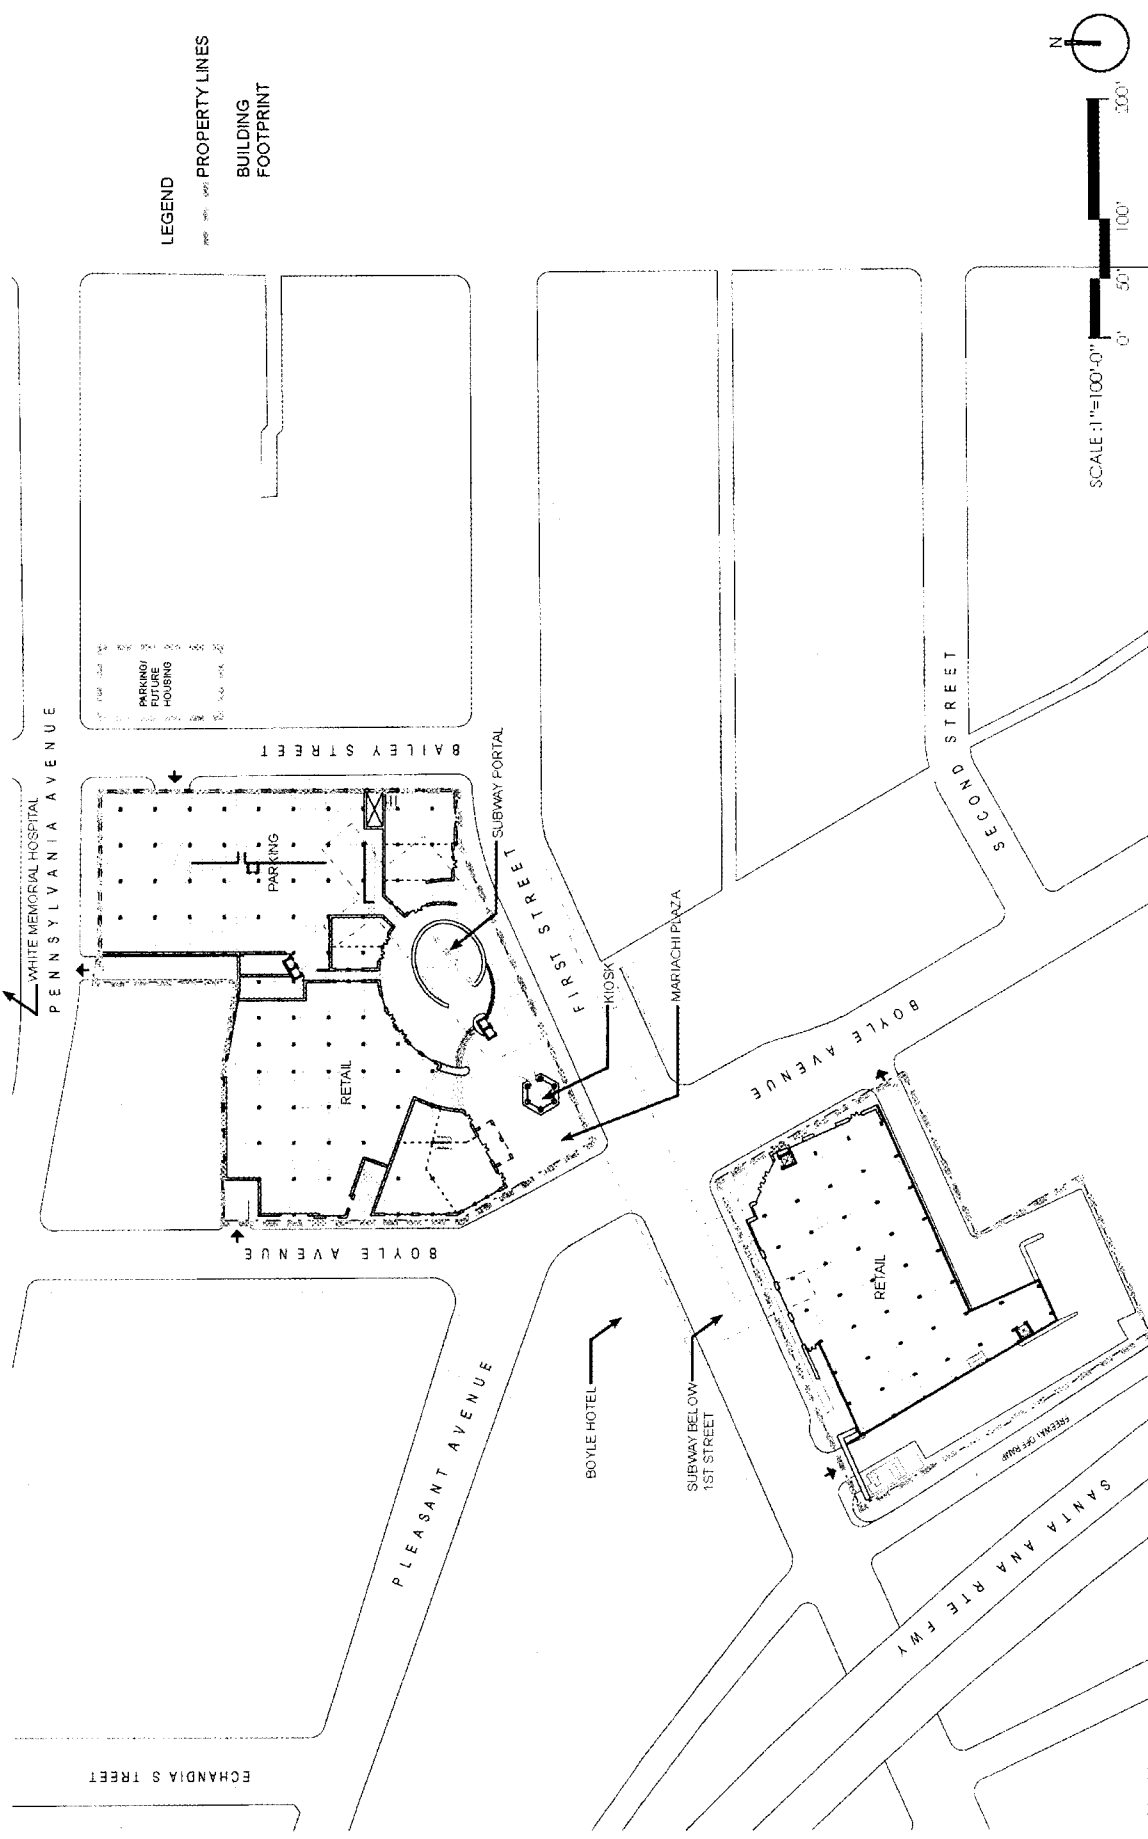 WHITE MEMORIAL HOSPITAL
PENNSYLVANIA AVENUE
LEGEND
PROPERTY LINES
BUILDING
FOOTPRINT
PARKING/
FUTURE
HOUSING
BAILEY STREET
PARKING
SUBWAY PORTAL
RETAIL
FIRST STREET
KIOSK
MARIACHI PLAZA
BOYLE AVENUE
BOYLE AVENUE
SECOND STREET
ECHANDIA STREET
PLEASANT AVENUE
BOYLE HOTEL
SUBWAY BELOW
1ST STREET
RETAIL
FREEWAY OFF RAMP
SANTA ANA RTE FWY
N
SCALE :1"=100'-0"
0' 50' 100' 200'